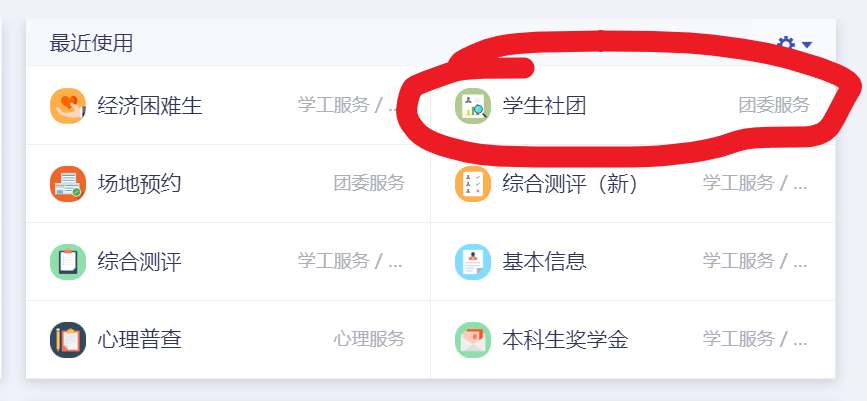 最近使用
经济困难生 学工服务 / ...
学生社团 团委服务
场地预约 团委服务
综合测评（新） 学工服务 / ...
综合测评 学工服务 / ...
基本信息 学工服务 / ...
心理普查 心理服务
本科生奖学金 学工服务 / ...